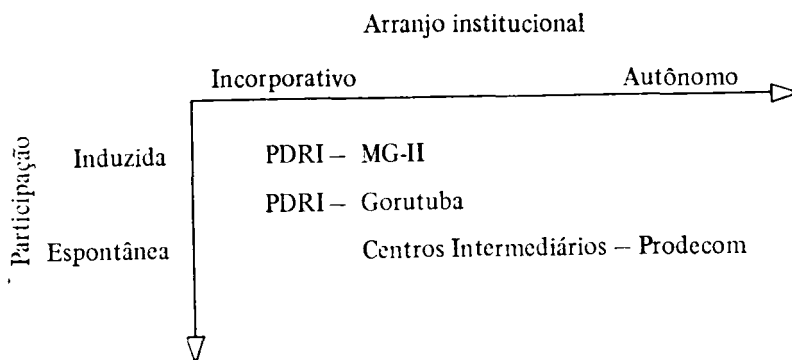 Arranjo institucional
Incorporativo Autônomo
Participação
Induzida PDRI – MG-II
PDRI – Gorutuba
Espontânea Centros Intermediários – Prodecom